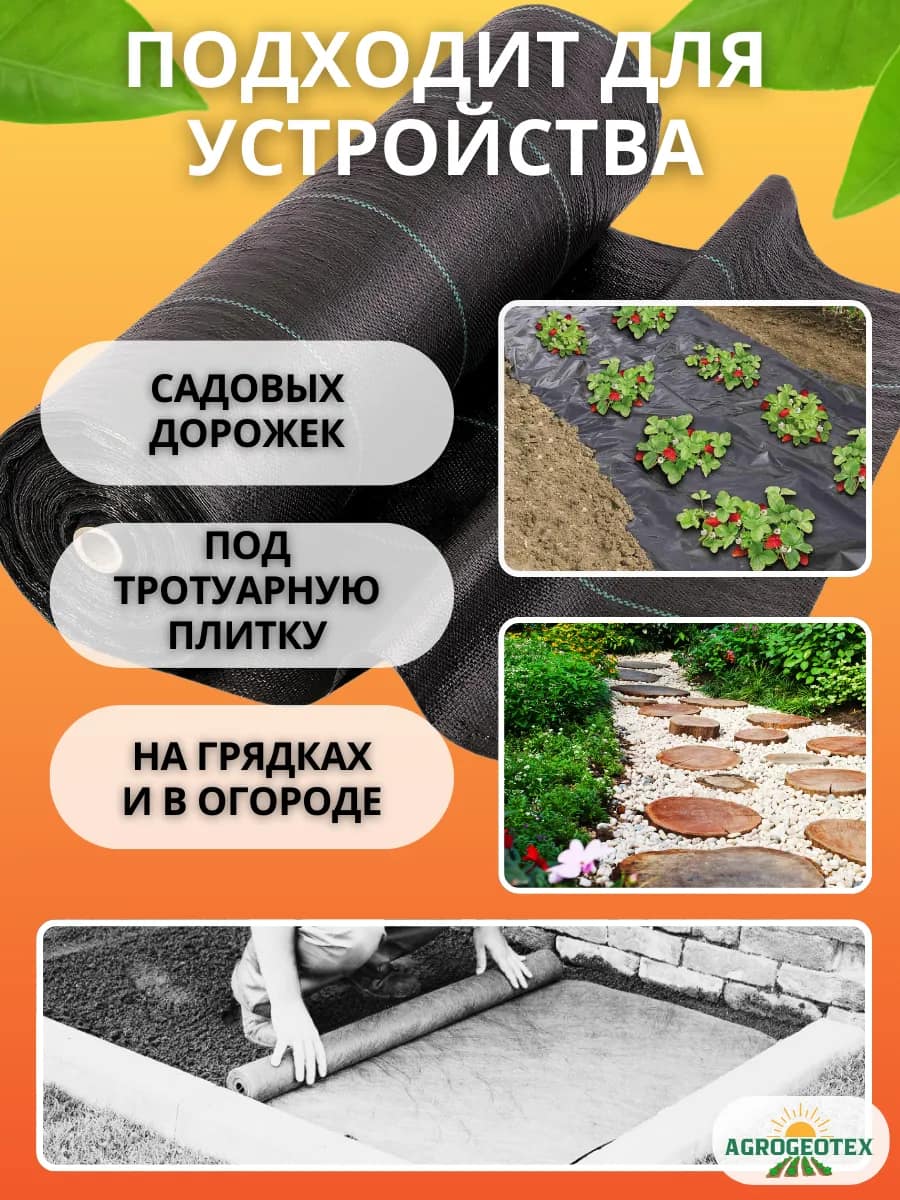 ПОДХОДИТ ДЛЯ
УСТРОЙСТВА
САДОВЫХ
ДОРОЖЕК
ПОД
ТРОТУАРНУЮ
ПЛИТКУ
НА ГРЯДКАХ
И В ОГОРОДЕ
AGROGEOTEX